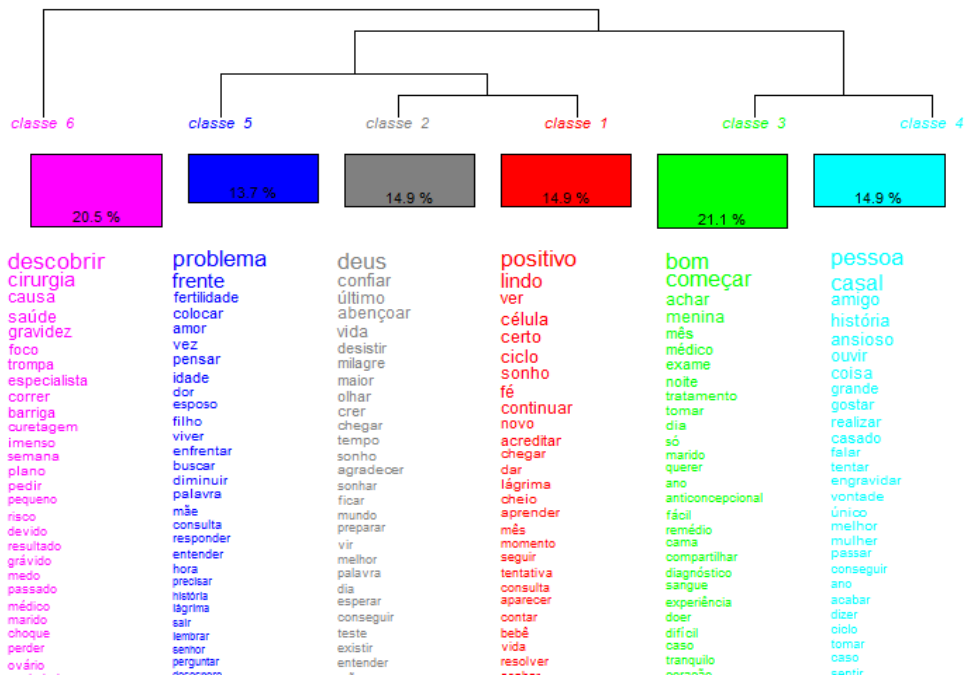 classe 6
classe 5
classe 2
classe 1
classe 3
classe 4
20.5 %
13.7 %
14.9 %
14.9 %
21.1 %
14.9 %
descobrir
cirurgia
causa
saúde
gravidez
foco
trompa
especialista
correr
barriga
curetagem
imenso
semana
plano
pedir
pequeno
risco
devido
resultado
grávido
medo
passado
médico
marido
choque
perder
ovário
problema
frente
fertilidade
colocar
amor
vez
pensar
idade
dor
esposo
filho
viver
enfrentar
buscar
diminuir
palavra
mãe
consulta
responder
entender
hora
precisar
história
lágrima
sair
lembrar
senhor
perguntar
deus
confiar
último
abençoar
vida
desistir
milagre
maior
olhar
crer
chegar
tempo
sonho
agradecer
sonhar
ficar
mundo
preparar
vir
melhor
palavra
dia
esperar
conseguir
teste
existir
entender
positivo
lindo
ver
célula
certo
ciclo
sonho
fé
continuar
novo
acreditar
chegar
dar
lágrima
cheio
aprender
mês
momento
seguir
tentativa
consulta
aparecer
contar
bebê
vida
resolver
bom
começar
achar
menina
mês
médico
exame
noite
tratamento
tomar
dia
só
marido
querer
ano
anticoncepcional
fácil
remédio
cama
compartilhar
diagnóstico
sangue
experiência
doer
difícil
caso
tranquilo
pessoa
casal
amigo
história
ansioso
ouvir
coisa
grande
gostar
realizar
casado
falar
tentar
engravidar
vontade
único
melhor
mulher
passar
conseguir
ano
acabar
dizer
ciclo
tomar
caso
sentir